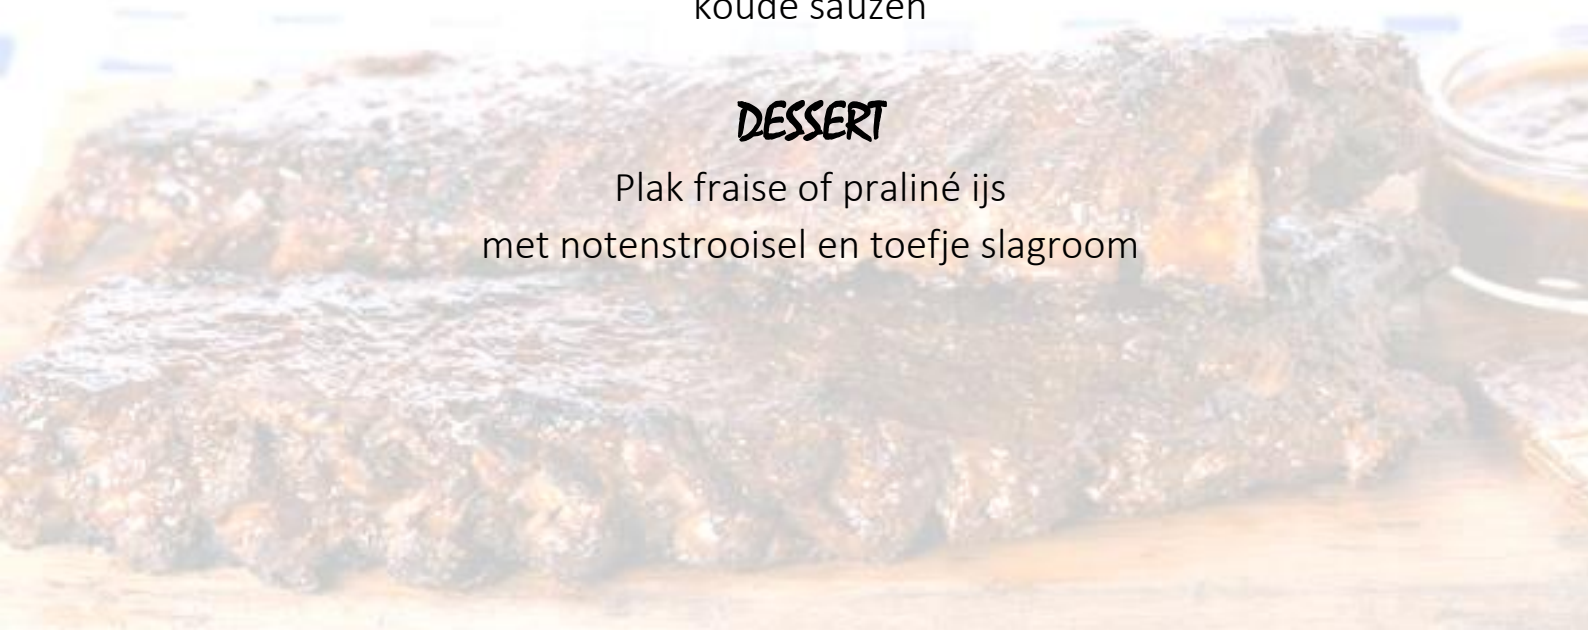 koude sauzen
DESSERT
Plak fraise of praliné ijs
met notenstrooisel en toefje slagroom